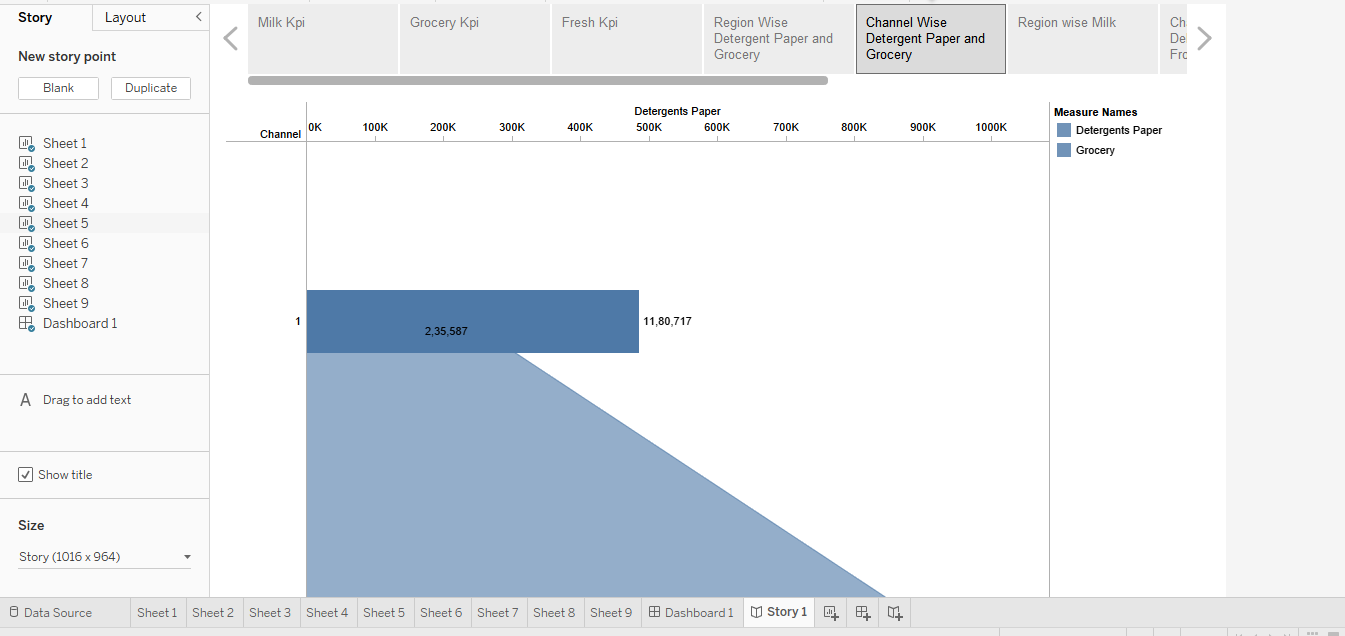 Story
Layout
New story point
Blank
Duplicate
Sheet 1
Sheet 2
Sheet 3
Sheet 4
Sheet 5
Sheet 6
Sheet 7
Sheet 8
Sheet 9
Dashboard 1
A Drag to add text
Show title
Size
Story (1016 x 964)
Milk Kpi
Grocery Kpi
Fresh Kpi
Region Wise
Detergent Paper and
Grocery
Channel Wise
Detergent Paper and
Grocery
Region wise Milk
Detergents Paper
Channel
0K 100K 200K 300K 400K 500K 600K 700K 800K 900K 1000K
1
2,35,587
11,80,717
Measure Names
Detergents Paper
Grocery
Data Source Sheet 1 Sheet 2 Sheet 3 Sheet 4 Sheet 5 Sheet 6 Sheet 7 Sheet 8 Sheet 9 Dashboard 1 Story 1